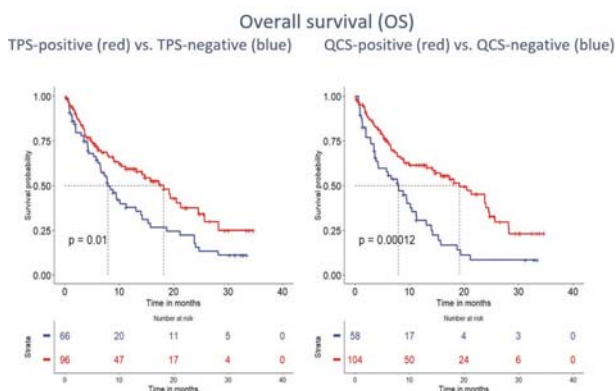 Overall survival (OS)
TPS-positive (red) vs. TPS-negative (blue)
QCS-positive (red) vs. QCS-negative (blue)
Survival probability
1.00
0.75
0.50
0.25
0.00
p = 0.01
0 10 20 30 40
Time in months
Number at risk
Strata
66 20 11 5 0
96 47 17 4 0
0 10 20 30 40
Time in months
Survival probability
1.00
0.75
0.50
0.25
0.00
p = 0.00012
0 10 20 30 40
Time in months
Number at risk
Strata
58 17 4 3 0
104 50 24 6 0
0 10 20 30 40
Time in months